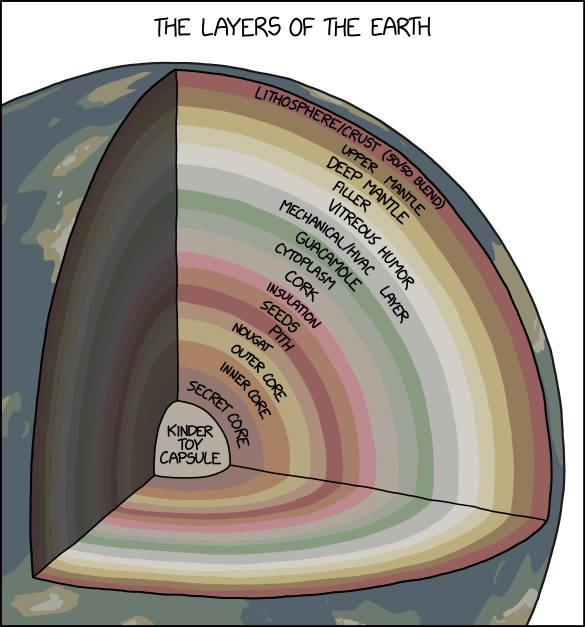 THE LAYERS OF THE EARTH
LITHOSPHERE/CRUST (50/50 BLEND)
UPPER MANTLE
DEEP MANTLE
FILLER
VITREOUS HUMOR
MECHANICAL/HVAC LAYER
GUACAMOLE
CYTOPLASM
CORK
INSULATION
SEEDS
PITH
NOUGAT
OUTER CORE
INNER CORE
SECRET CORE
KINDER
TOY
CAPSULE